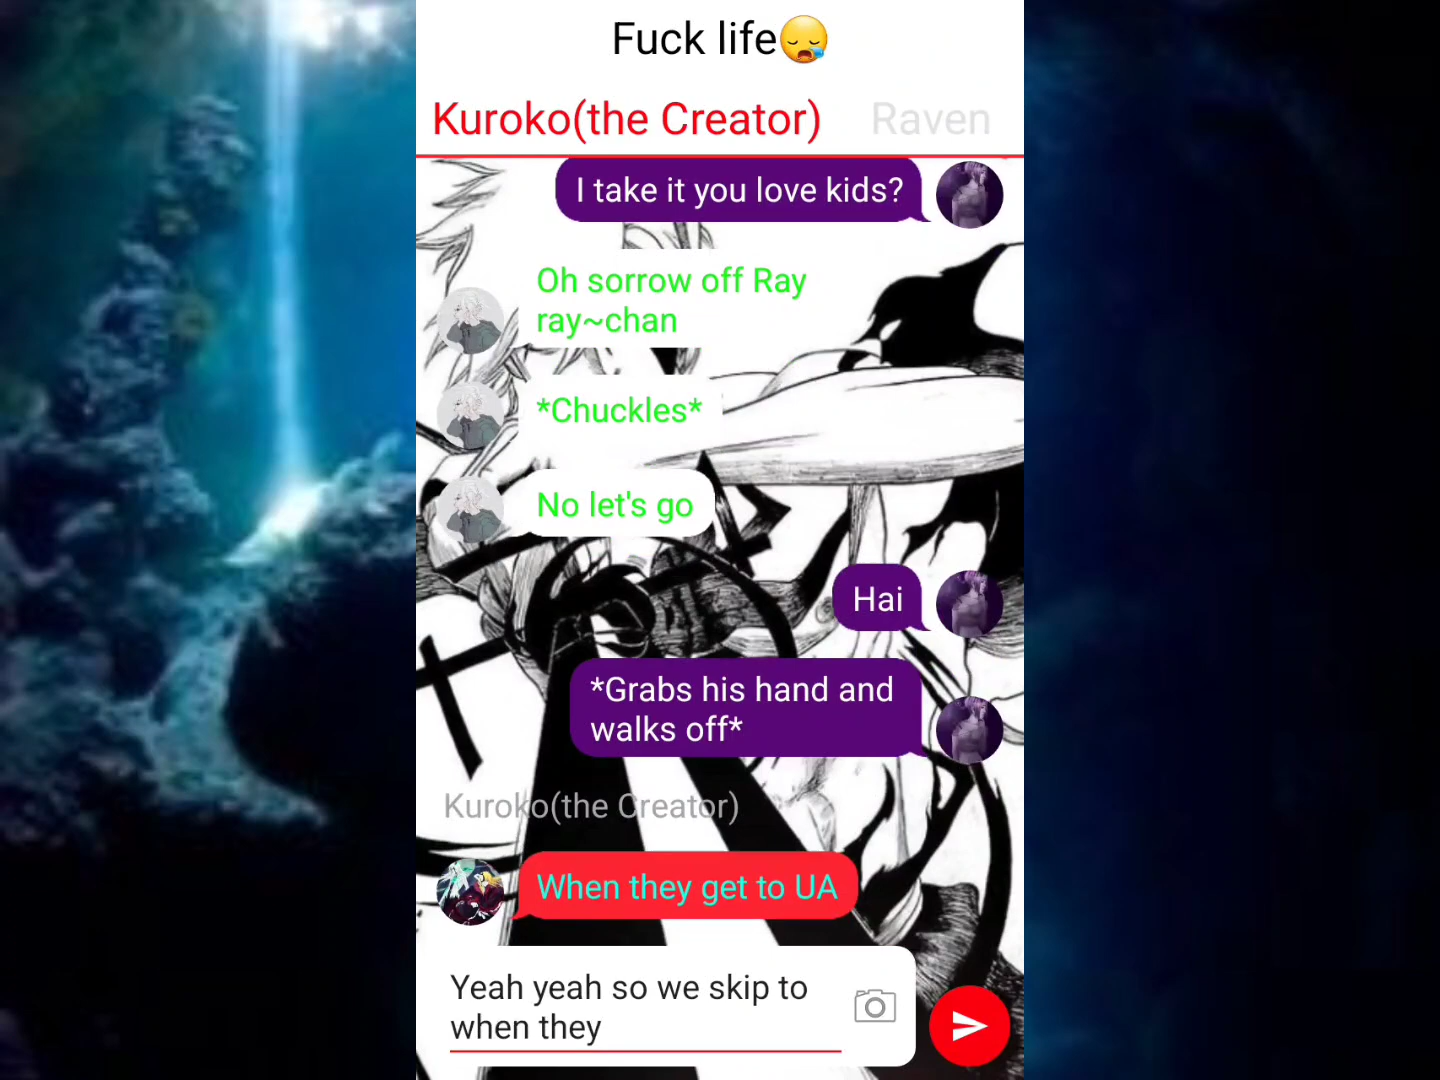 Fuck life😪
Kuroko(the Creator) Raven
I take it you love kids?
Oh sorrow off Ray
ray~chan
*Chuckles*
No let's go
Hai
*Grabs his hand and
walks off*
Kuroko(the Creator)
When they get to UA
Yeah yeah so we skip to
when they